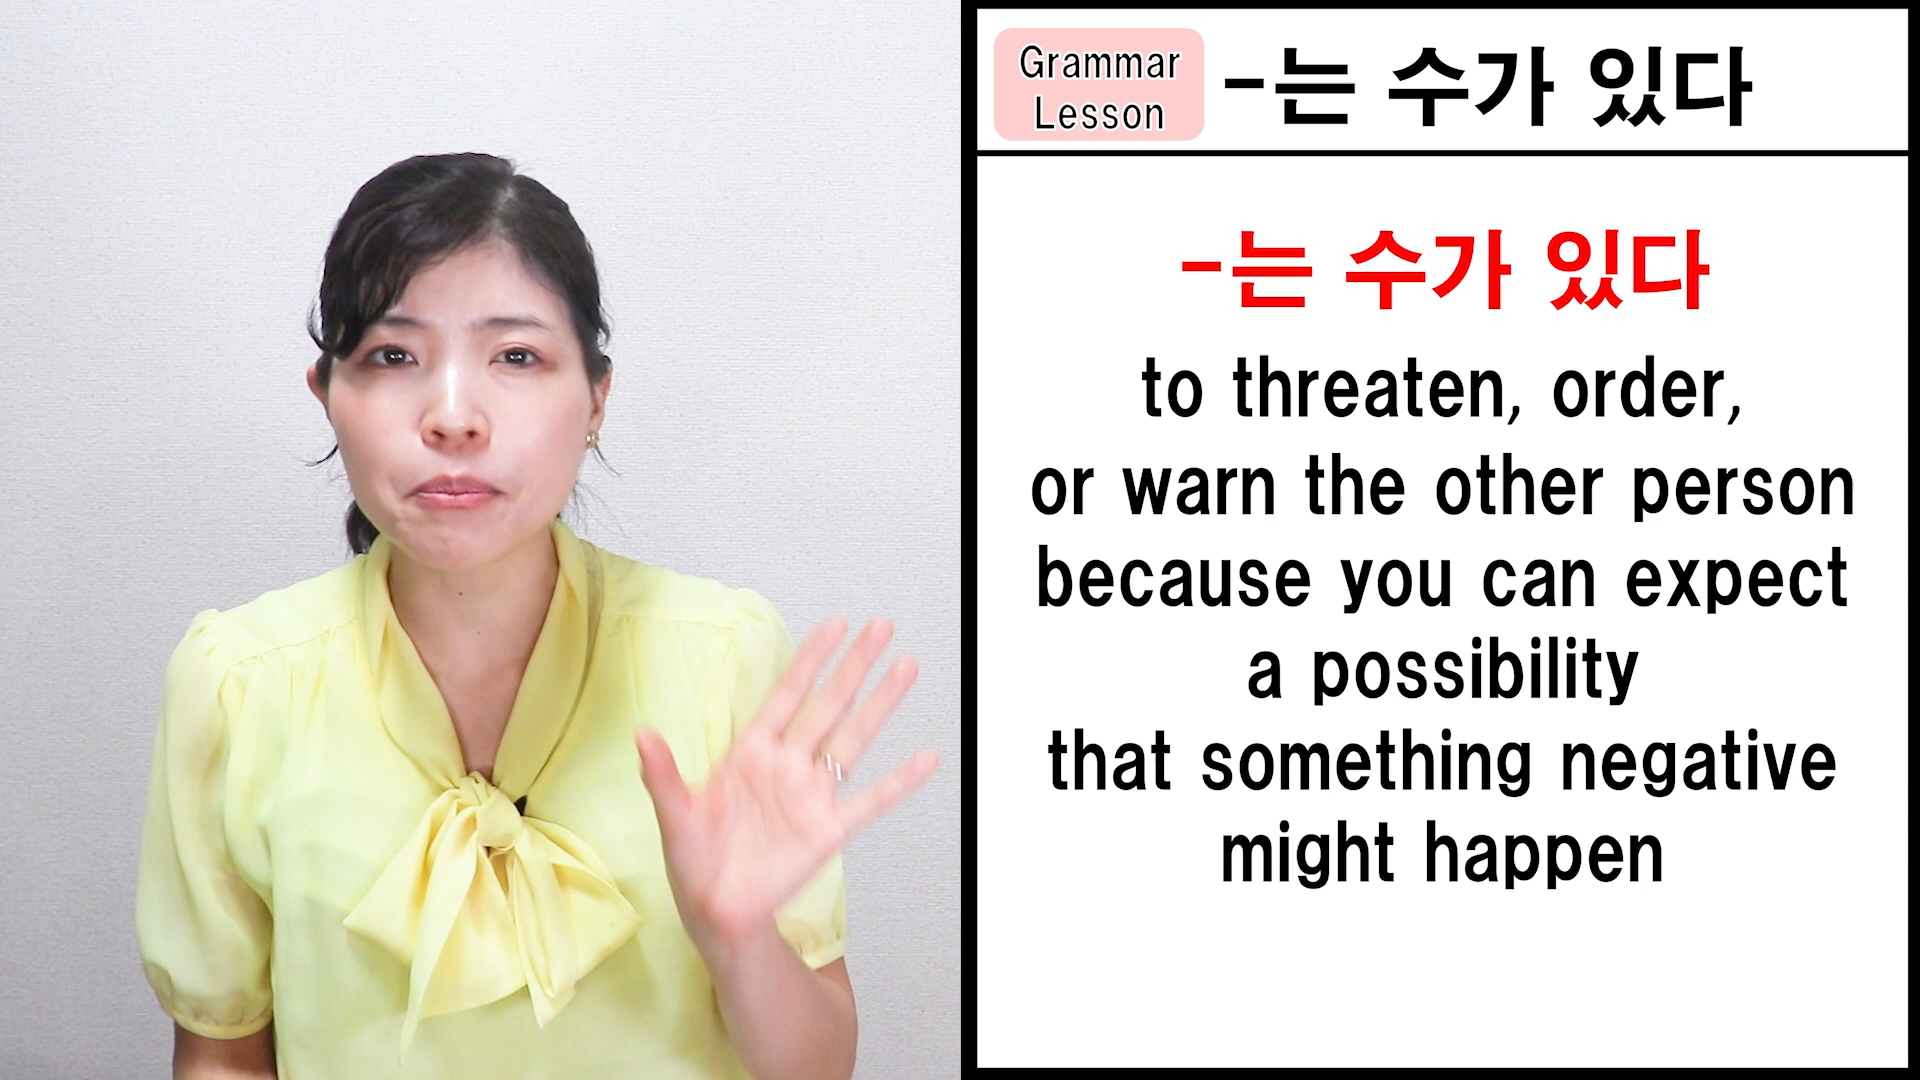 Grammar
Lesson
-는 수가 있다
-는 수가 있다
to threaten, order,
or warn the other person
because you can expect
a possibility
that something negative
might happen